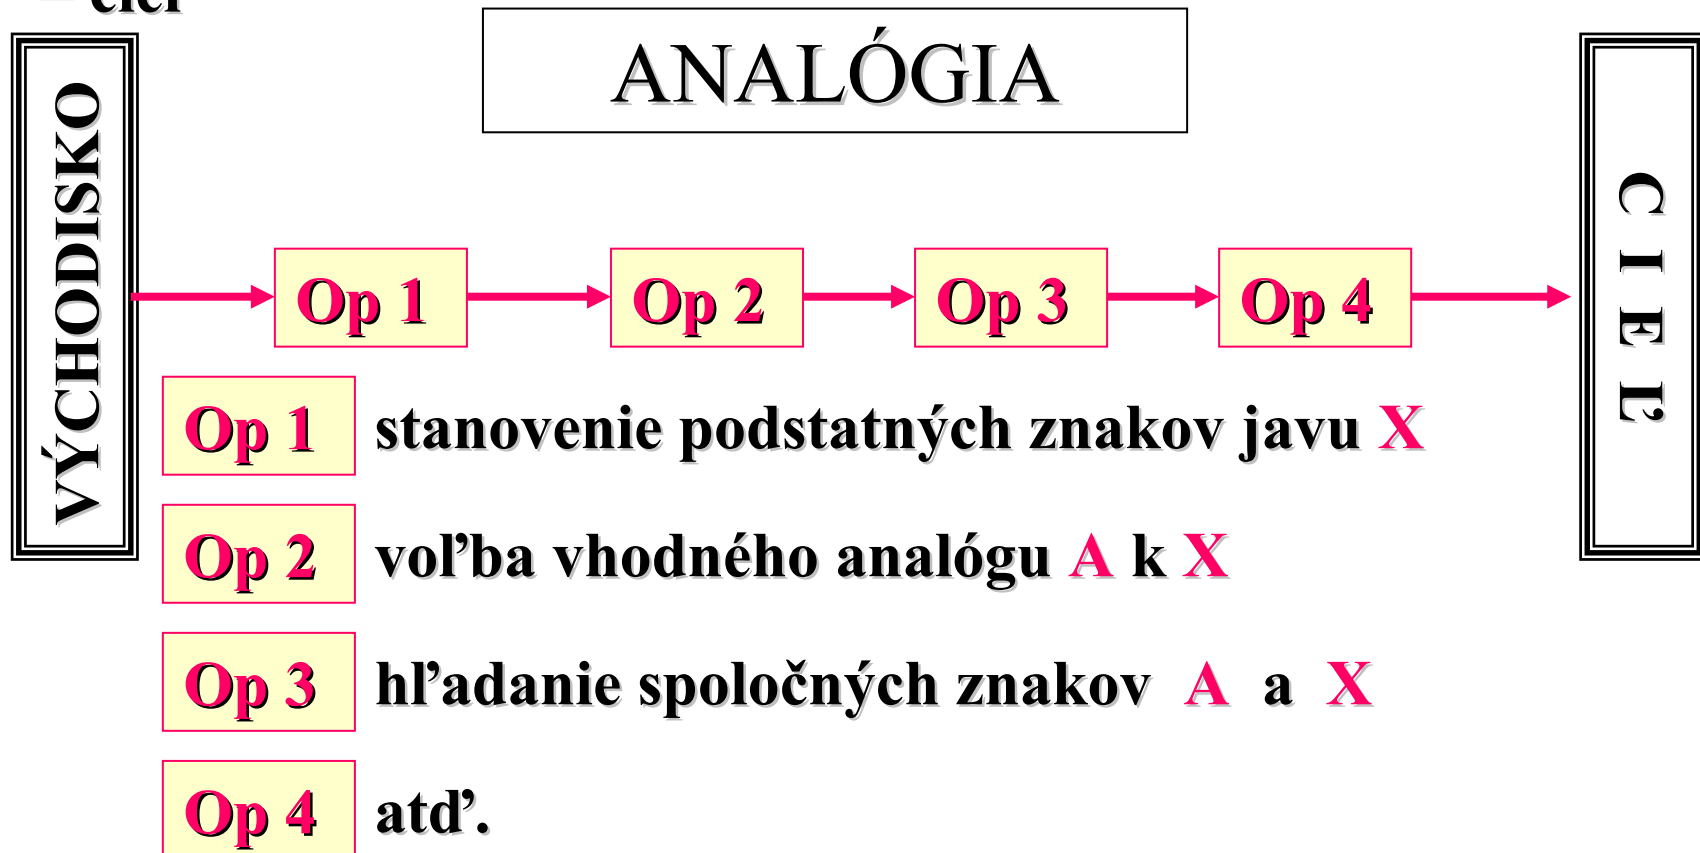 ANALÓGIA
VÝCHODISKO
Op 1 Op 2 Op 3 Op 4
C I E Ľ
Op 1 stanovenie podstatných znakov javu X
Op 2 voľba vhodného analógu A k X
Op 3 hľadanie spoločných znakov A a X
Op 4 atď.